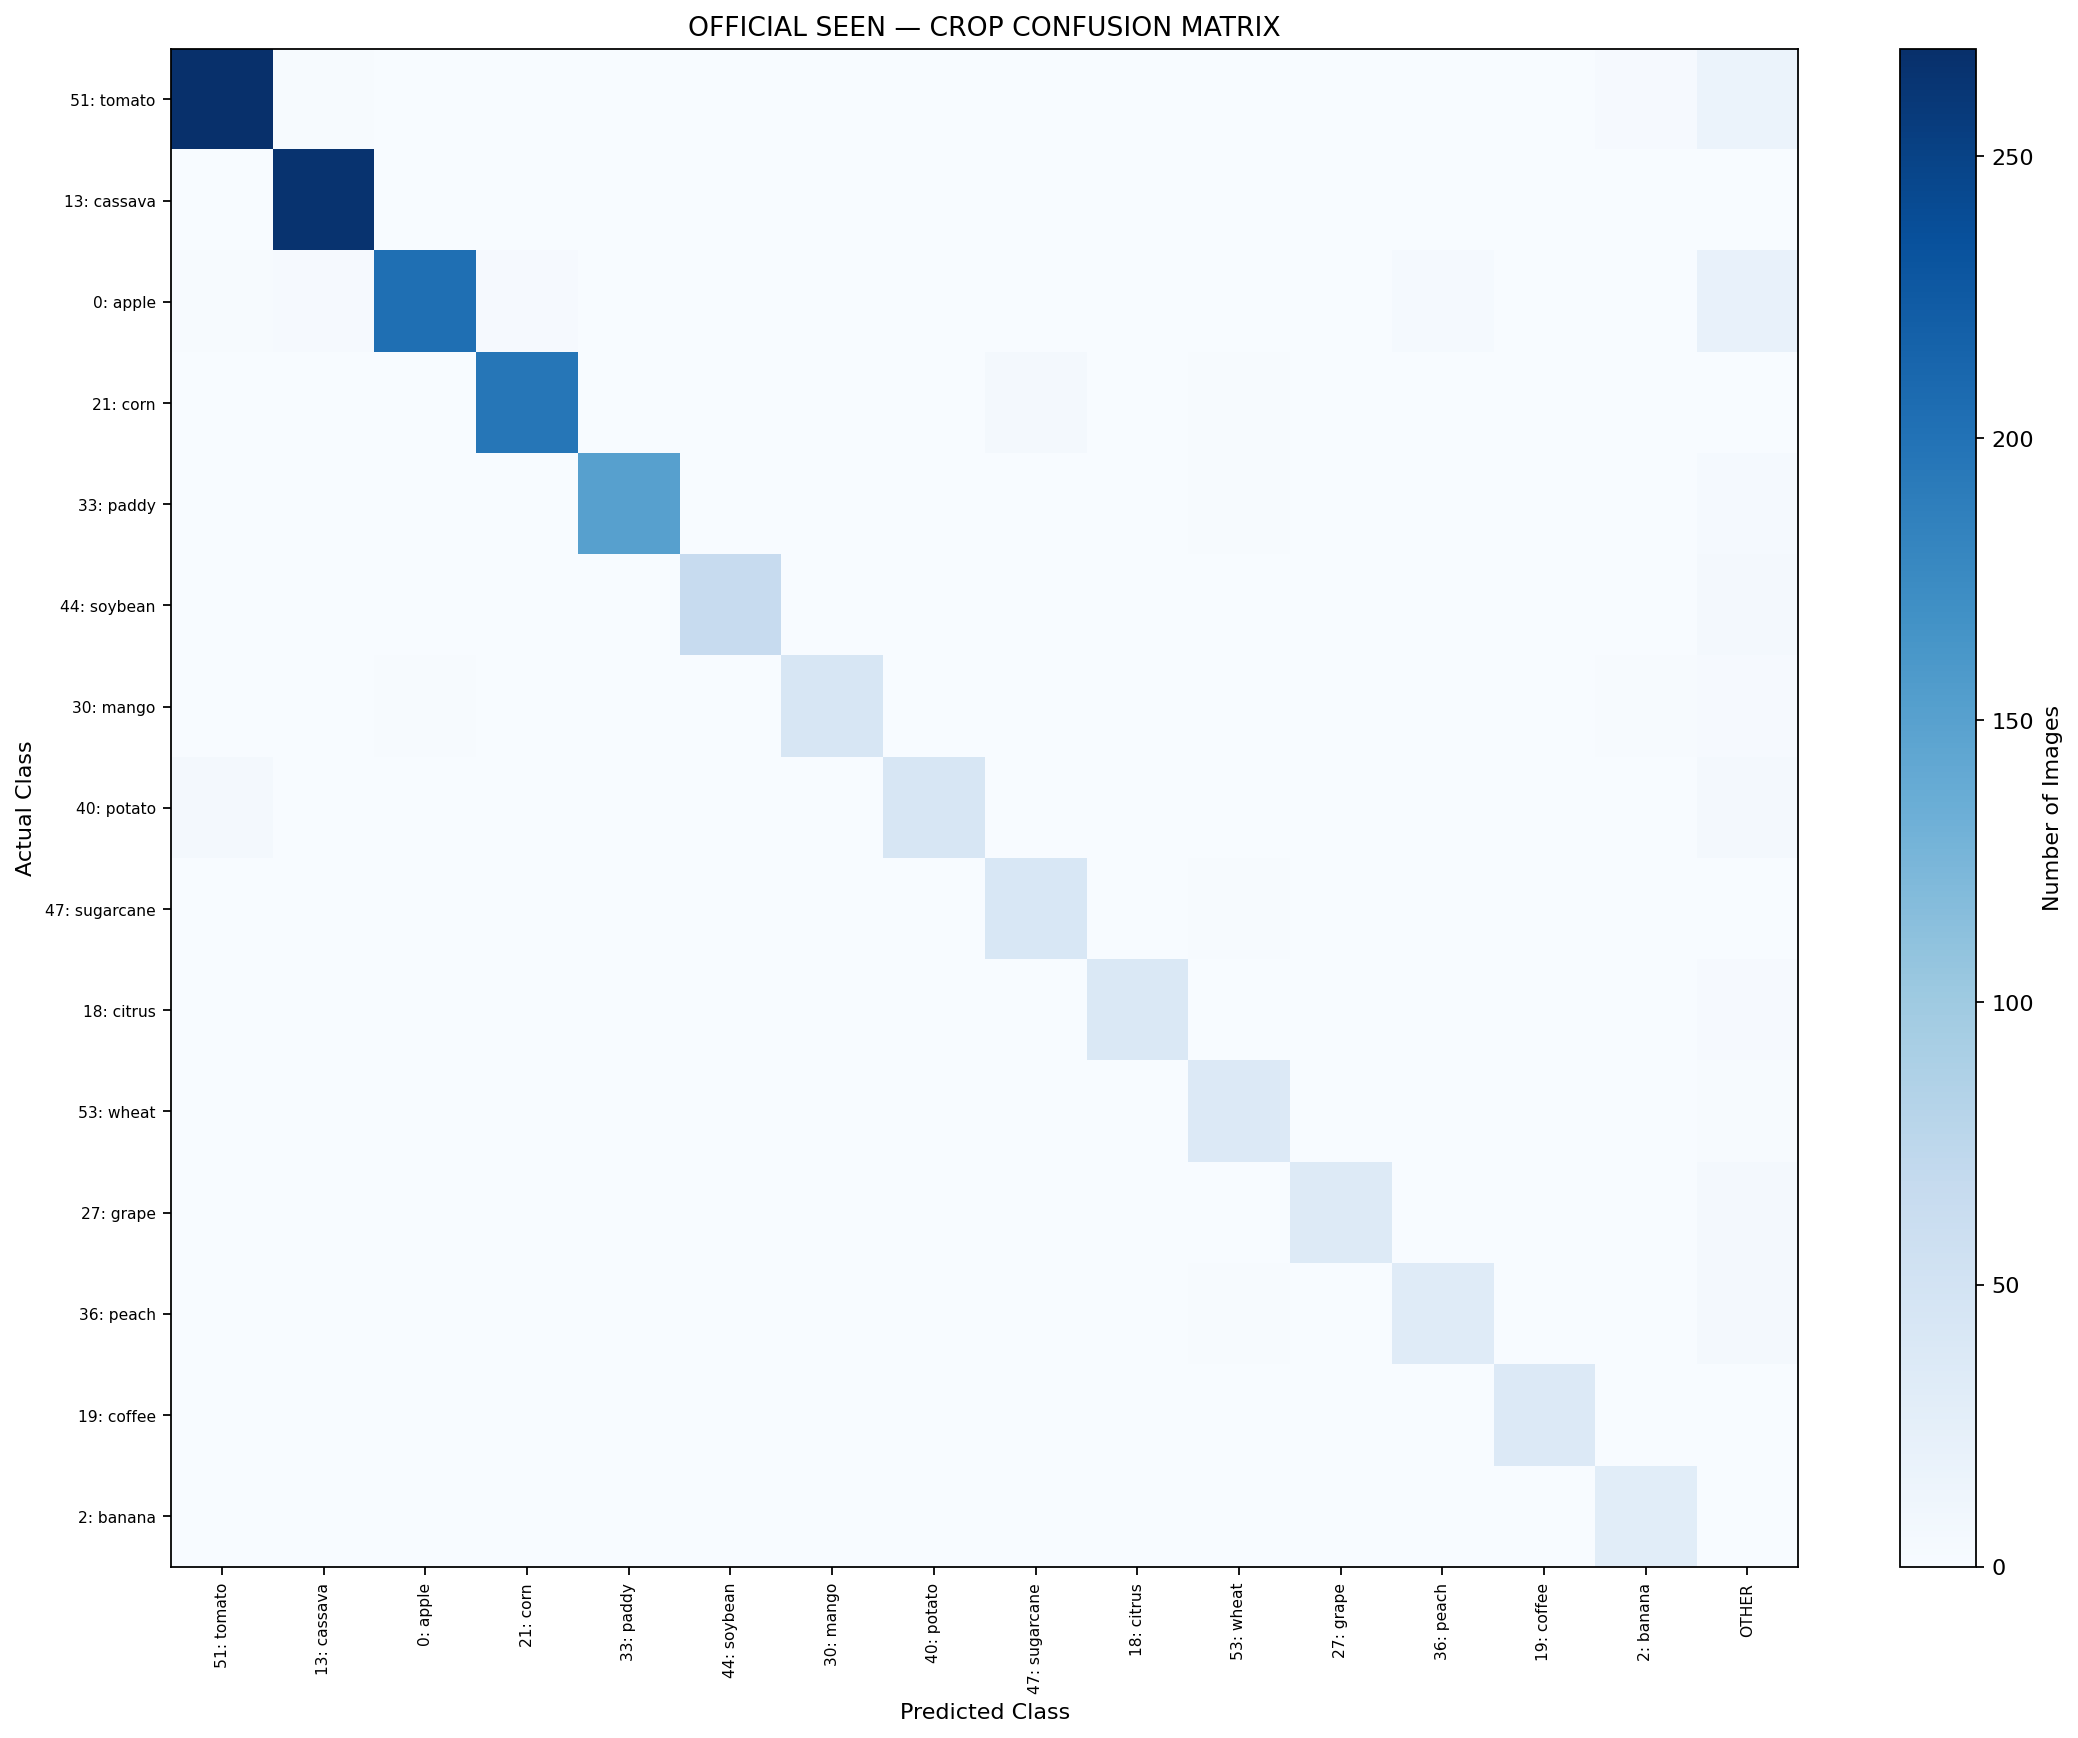 OFFICIAL SEEN — CROP CONFUSION MATRIX
Actual Class
51: tomato
13: cassava
0: apple
21: corn
33: paddy
44: soybean
30: mango
40: potato
47: sugarcane
18: citrus
53: wheat
27: grape
36: peach
19: coffee
2: banana
51: tomato
13: cassava
0: apple
21: corn
33: paddy
44: soybean
30: mango
40: potato
47: sugarcane
18: citrus
53: wheat
27: grape
36: peach
19: coffee
2: banana
OTHER
Predicted Class
250
200
150
100
50
0
Number of Images